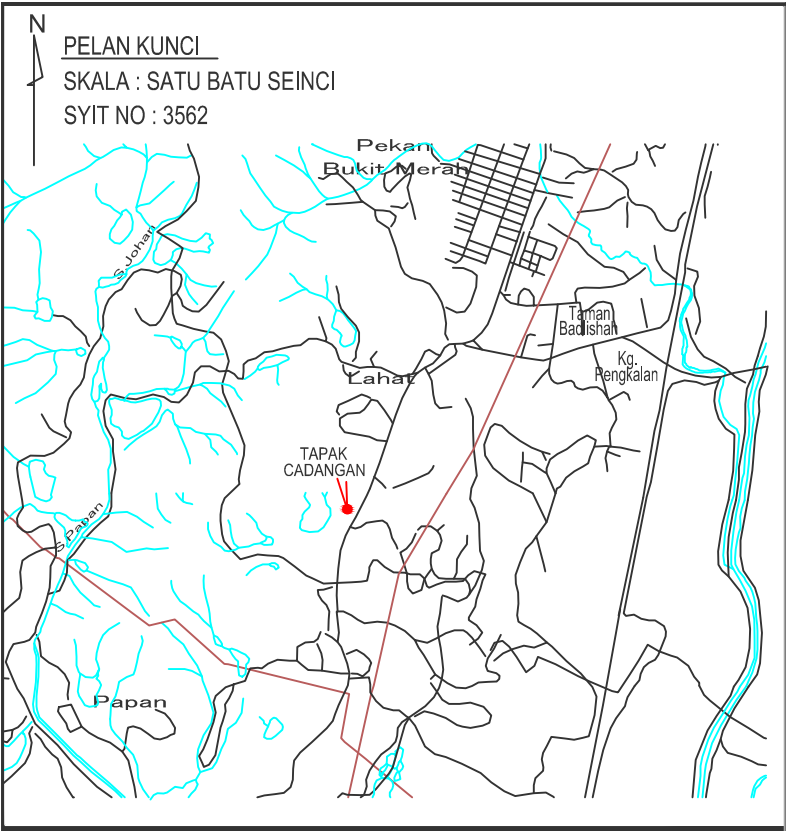 N
PELAN KUNCI
SKALA : SATU BATU SEINCI
SYIT NO : 3562
Pekan
Bukit Merah
S.Johan
Taman
Badlishah
Kg.
Pengkalan
Lahat
TAPAK
CADANGAN
S.Papan
Papan